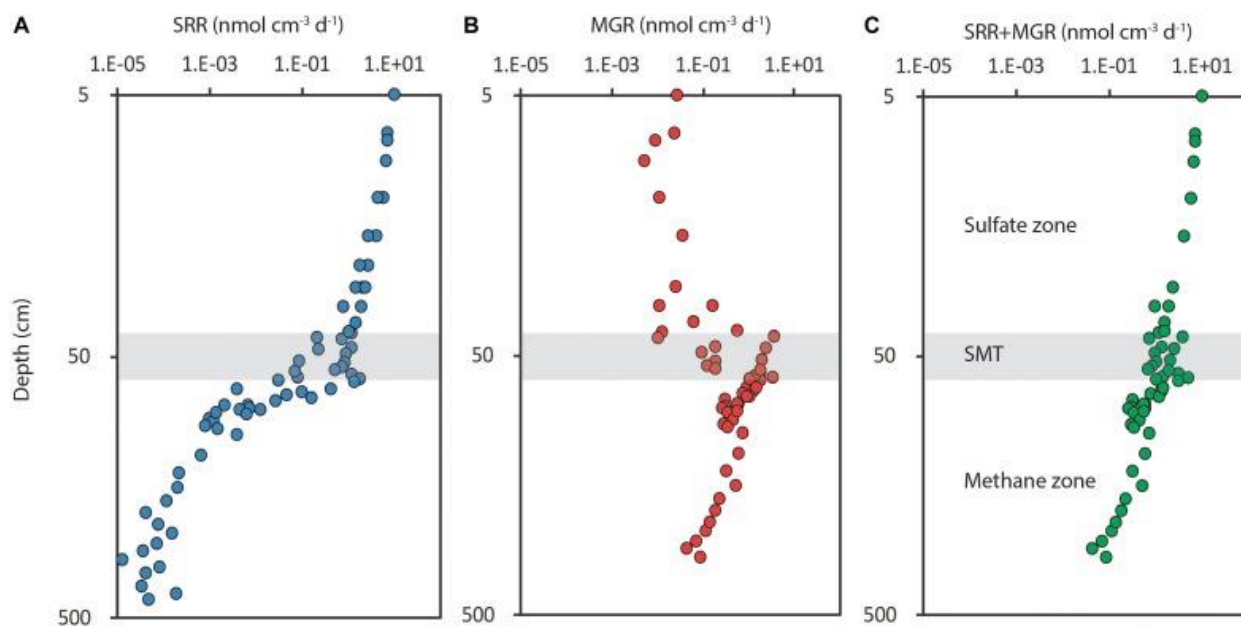 A SRR (nmol cm⁻³ d⁻¹) B MGR (nmol cm⁻³ d⁻¹) C SRR+MGR (nmol cm⁻³ d⁻¹)
1.E-05 1.E-03 1.E-01 1.E+01 1.E-05 1.E-03 1.E-01 1.E+01 1.E-05 1.E-03 1.E-01 1.E+01
5 5 5
Sulfate zone
Depth (cm)
50 50 50 SMT
Methane zone
500 500 500